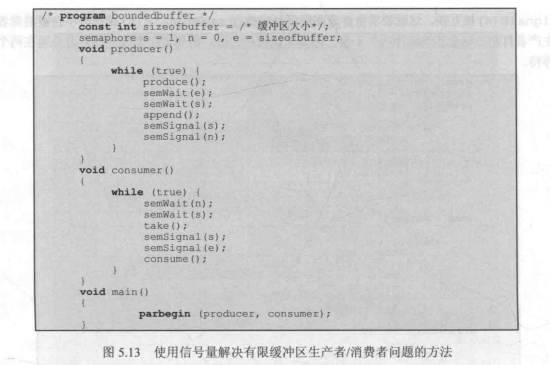 /* program boundedbuffer */
const int sizeofbuffer = /* 缓冲区大小*/;
semaphore s = 1, n = 0, e = sizeofbuffer;
void producer()
{
while (true) {
produce();
semWait(e);
semWait(s);
append();
semSignal(s);
semSignal(n);
}
}
void consumer()
{
while (true) {
semWait(n);
semWait(s);
take();
semSignal(s);
semSignal(e);
consume();
}
}
void main()
{
parbegin (producer, consumer);
}
图 5.13 使用信号量解决有限缓冲区生产者/消费者问题的方法